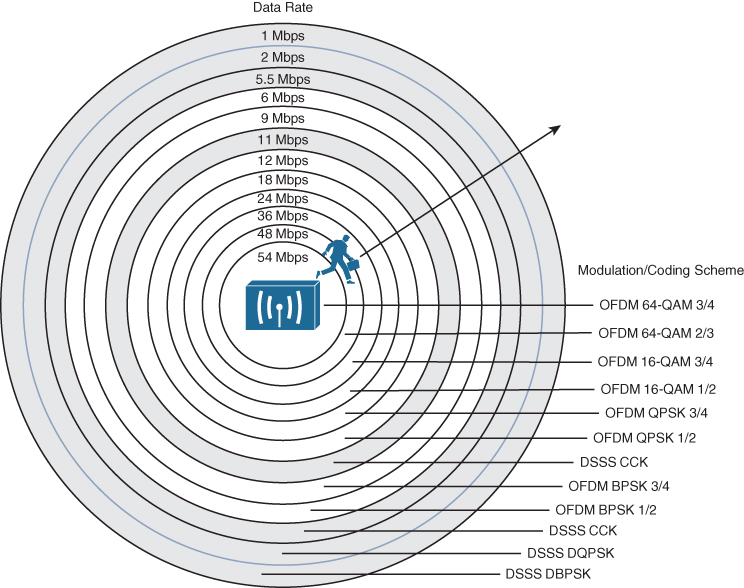 Data Rate
1 Mbps
2 Mbps
5.5 Mbps
6 Mbps
9 Mbps
11 Mbps
12 Mbps
18 Mbps
24 Mbps
36 Mbps
48 Mbps
54 Mbps
Modulation/Coding Scheme
OFDM 64-QAM 3/4
OFDM 64-QAM 2/3
OFDM 16-QAM 3/4
OFDM 16-QAM 1/2
OFDM QPSK 3/4
OFDM QPSK 1/2
DSSS CCK
OFDM BPSK 3/4
OFDM BPSK 1/2
DSSS CCK
DSSS DQPSK
DSSS DBPSK